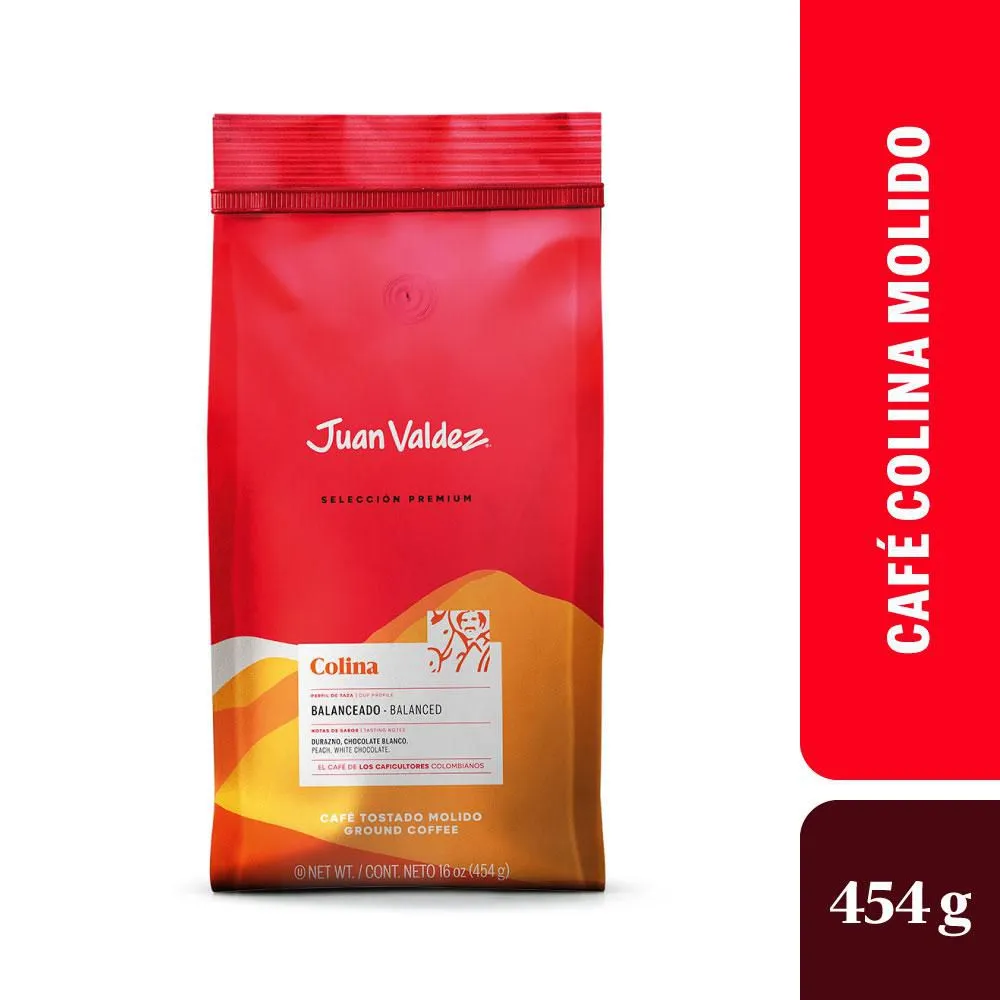 Juan Valdez
SELECCIÓN PREMIUM
Colina
PERFIL DE TAZA | CUP PROFILE
BALANCEADO - BALANCED
NOTAS DE SABOR | TASTING NOTES
DURAZNO, CHOCOLATE BLANCO.
PEACH, WHITE CHOCOLATE.
EL CAFÉ DE LOS CAFICULTORES COLOMBIANOS
CAFÉ TOSTADO MOLIDO
GROUND COFFEE
U NET WT. / CONT. NETO 16 oz (454 g)
CAFÉ COLINA MOLIDO
454 g